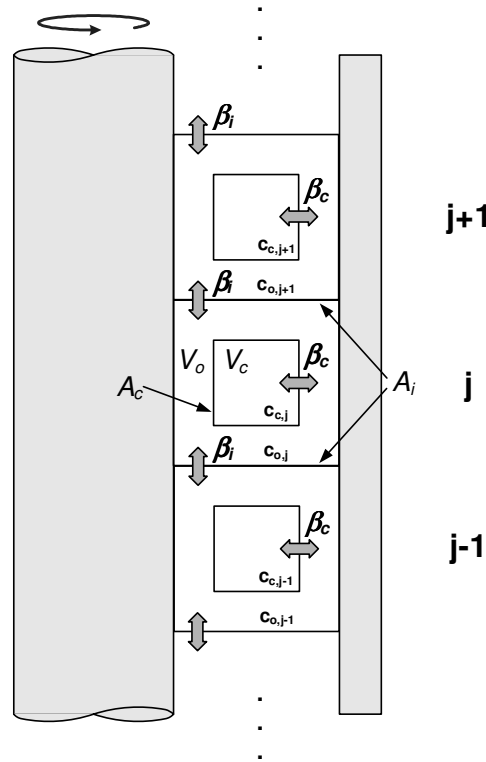 βi
βc
j+1
cc,j+1
βi
co,j+1
Vo Vc
βc
Ac
Ai
j
cc,j
βi
co,j
βc
j-1
cc,j-1
co,j-1